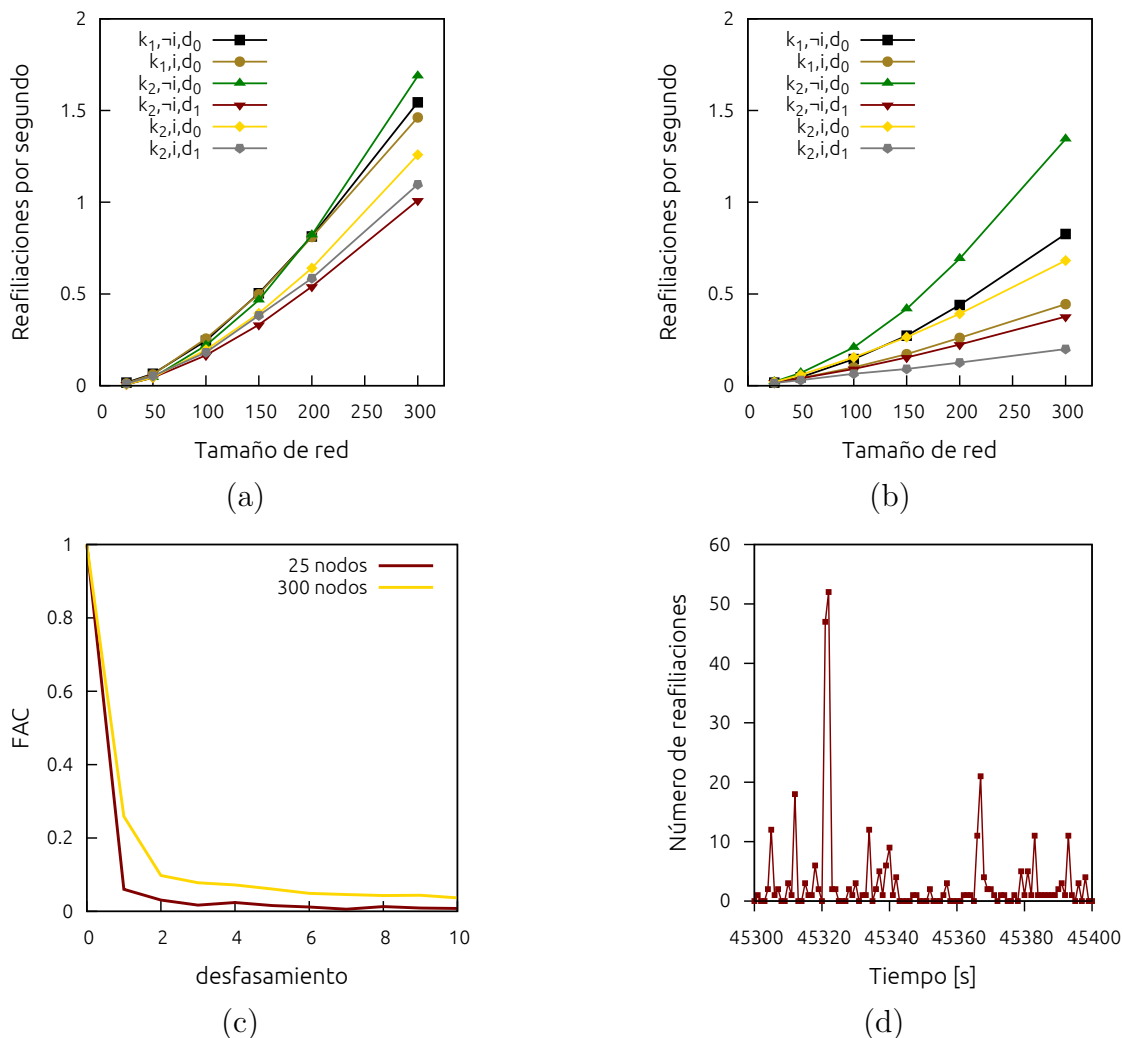 2
1.5
1
0.5
0
Reafiliaciones por segundo
k1,¬i,d0
k1,i,d0
k2,¬i,d0
k2,¬i,d1
k2,i,d0
k2,i,d1
0 50 100 150 200 250 300
Tamaño de red
(a)
2
1.5
1
0.5
0
Reafiliaciones por segundo
k1,¬i,d0
k1,i,d0
k2,¬i,d0
k2,¬i,d1
k2,i,d0
k2,i,d1
0 50 100 150 200 250 300
Tamaño de red
(b)
1
0.8
0.6
0.4
0.2
0
FAC
25 nodos
300 nodos
0 2 4 6 8 10
desfasamiento
(c)
60
50
40
30
20
10
0
Número de reafiliaciones
45300 45320 45340 45360 45380 45400
Tiempo [s]
(d)